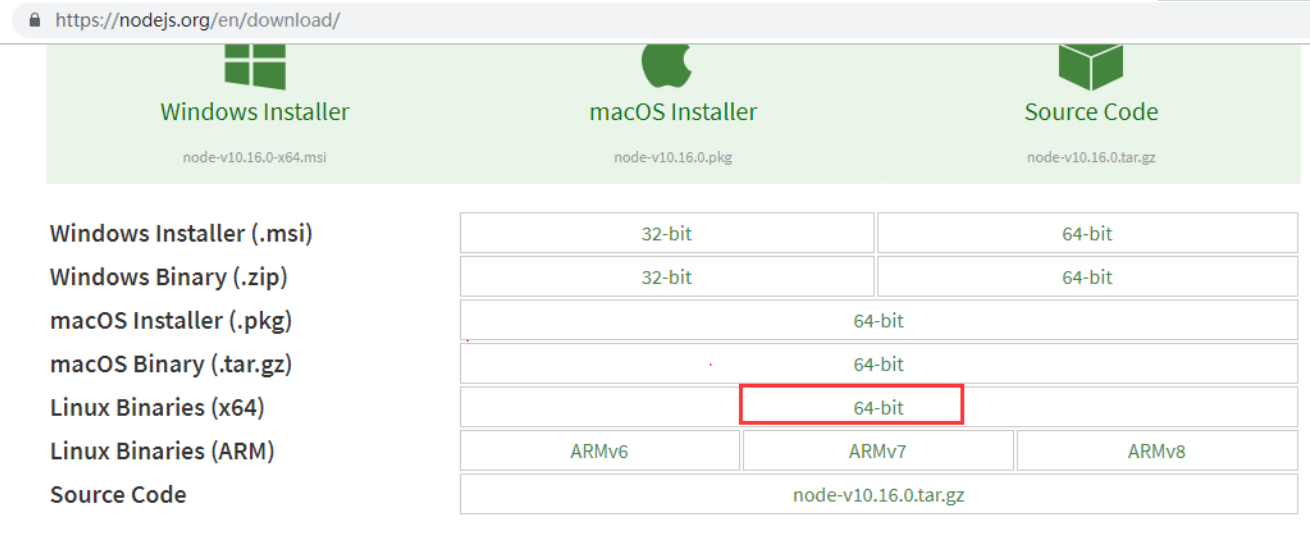 https://nodejs.org/en/download/
Windows Installer macOS Installer Source Code
node-v10.16.0-x64.msi node-v10.16.0.pkg node-v10.16.0.tar.gz
Windows Installer (.msi) 32-bit 64-bit
Windows Binary (.zip) 32-bit 64-bit
macOS Installer (.pkg) 64-bit
macOS Binary (.tar.gz) 64-bit
Linux Binaries (x64) 64-bit
Linux Binaries (ARM) ARMv6 ARMv7 ARMv8
Source Code node-v10.16.0.tar.gz